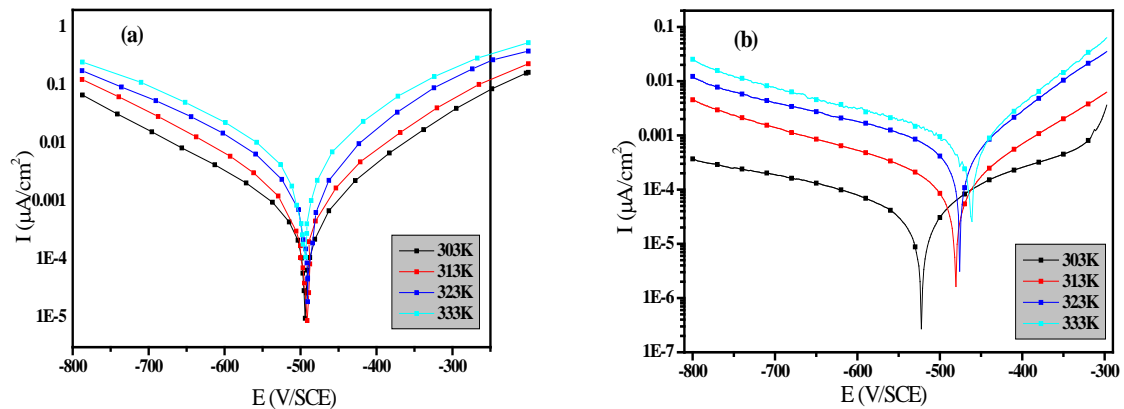 (a)
1
0.1
0.01
0.001
1E-4
1E-5
I (µA/cm²)
-800
-700
-600
-500
-400
-300
E (V/SCE)
303K
313K
323K
333K
(b)
0.1
0.01
0.001
1E-4
1E-5
1E-6
1E-7
I (µA/cm²)
-800
-700
-600
-500
-400
-300
E (V/SCE)
303K
313K
323K
333K